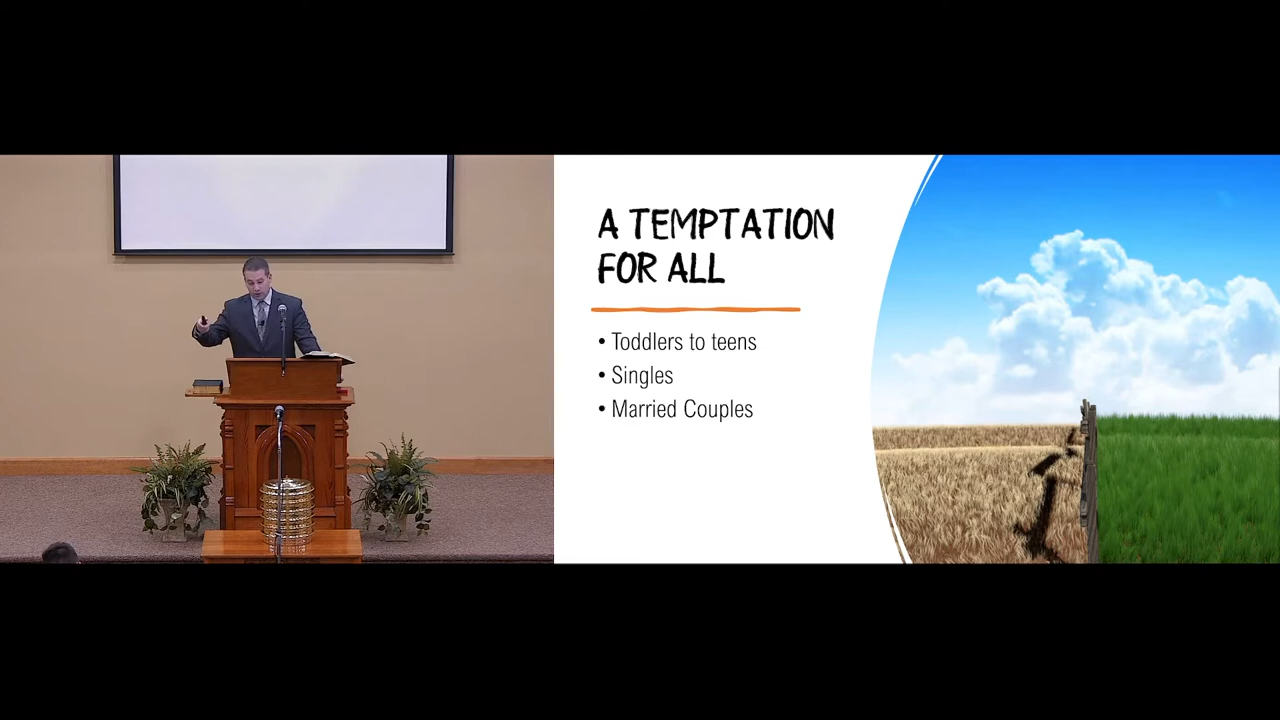 A TEMPTATION
FOR ALL
• Toddlers to teens
• Singles
• Married Couples